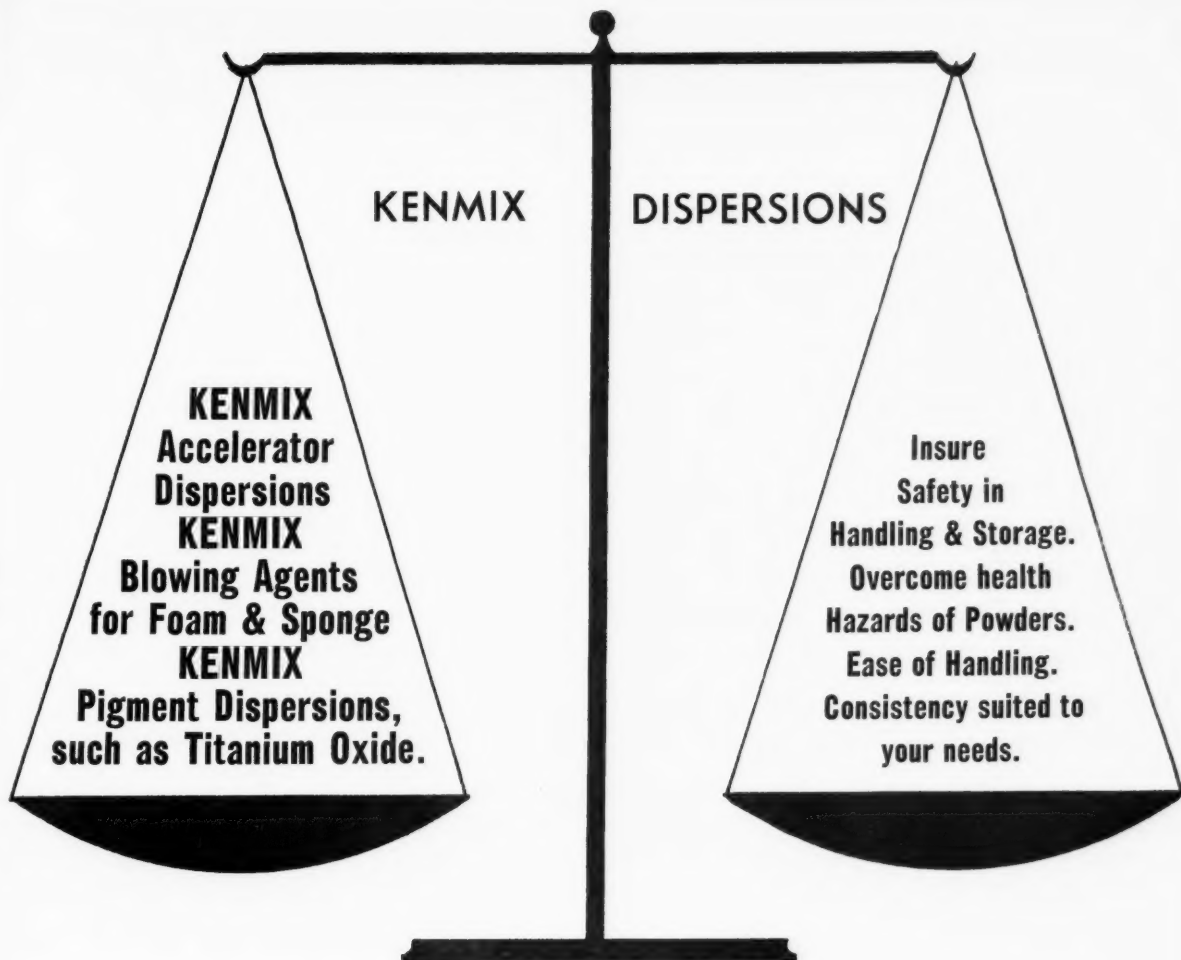 KENMIX DISPERSIONS
KENMIX
Accelerator
Dispersions
KENMIX
Blowing Agents
for Foam & Sponge
KENMIX
Pigment Dispersions,
such as Titanium Oxide.
Insure
Safety in
Handling & Storage.
Overcome health
Hazards of Powders.
Ease of Handling.
Consistency suited to
your needs.